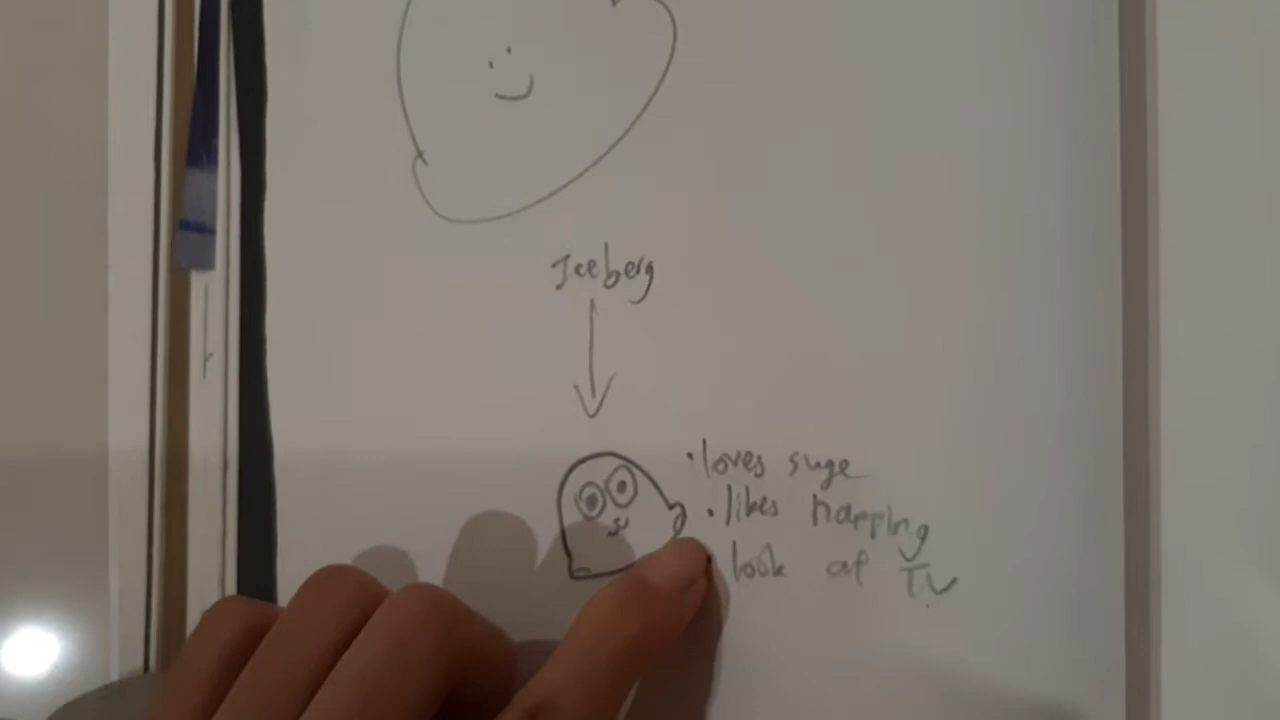 Iceberg
• loves suge
• likes napping
• look at TV